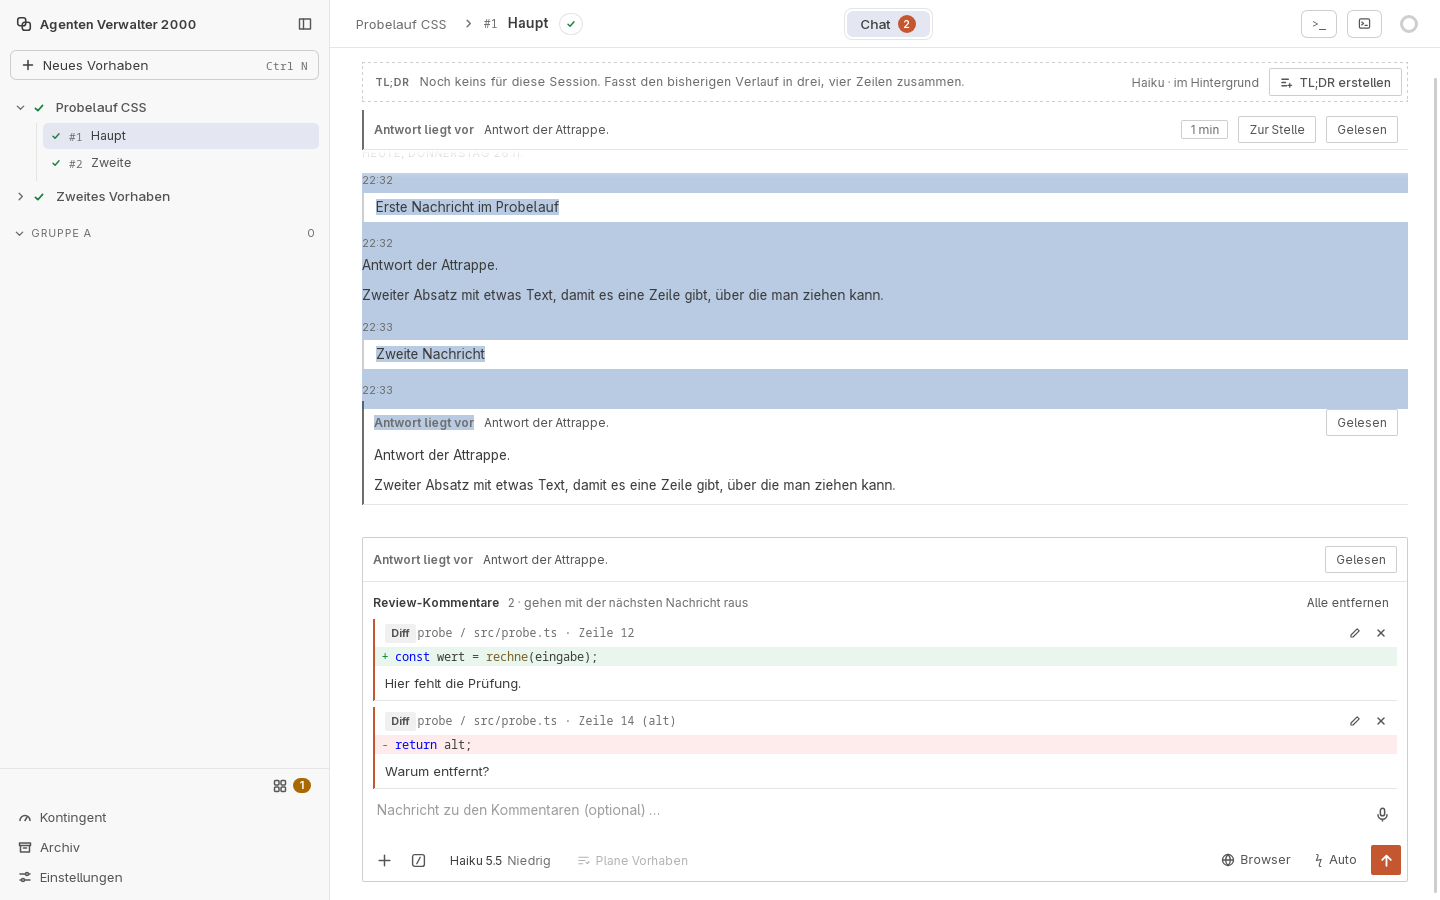 Agenten Verwalter 2000
Neues Vorhaben Ctrl N
Probelauf CSS
#1 Haupt
#2 Zweite
Zweites Vorhaben
GRUPPE A 0
1
Kontingent
Archiv
Einstellungen
Probelauf CSS > #1 Haupt
Chat 2
>_
TL;DR Noch keins für diese Session. Fasst den bisherigen Verlauf in drei, vier Zeilen zusammen. Haiku · im Hintergrund TL;DR erstellen
Antwort liegt vor Antwort der Attrappe. 1 min Zur Stelle Gelesen
22:32
Erste Nachricht im Probelauf
22:32
Antwort der Attrappe.
Zweiter Absatz mit etwas Text, damit es eine Zeile gibt, über die man ziehen kann.
22:33
Zweite Nachricht
22:33
Antwort liegt vor Antwort der Attrappe. Gelesen
Antwort der Attrappe.
Zweiter Absatz mit etwas Text, damit es eine Zeile gibt, über die man ziehen kann.
Antwort liegt vor Antwort der Attrappe. Gelesen
Review-Kommentare 2 · gehen mit der nächsten Nachricht raus Alle entfernen
Diff probe / src/probe.ts · Zeile 12
+ const wert = rechne(eingabe);
Hier fehlt die Prüfung.
Diff probe / src/probe.ts · Zeile 14 (alt)
- return alt;
Warum entfernt?
Nachricht zu den Kommentaren (optional) …
Haiku 5.5 Niedrig Plane Vorhaben Browser Auto